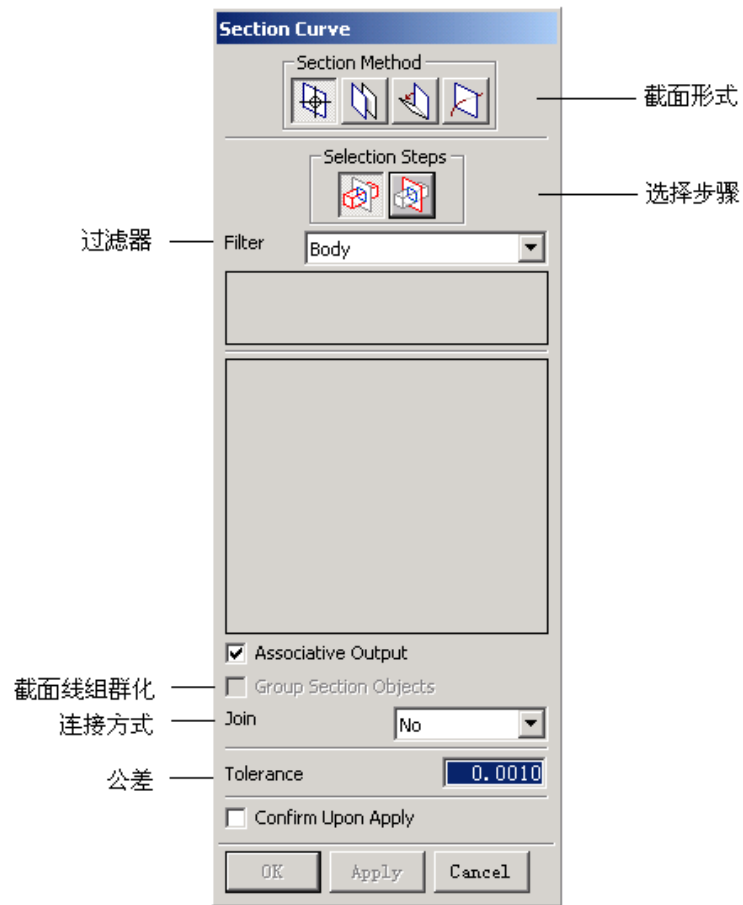 Section Curve
Section Method
截面形式
Selection Steps
选择步骤
过滤器
Filter
Body
Associative Output
截面线组群化
Group Section Objects
连接方式
Join
No
公差
Tolerance
0.0010
Confirm Upon Apply
OK
Apply
Cancel